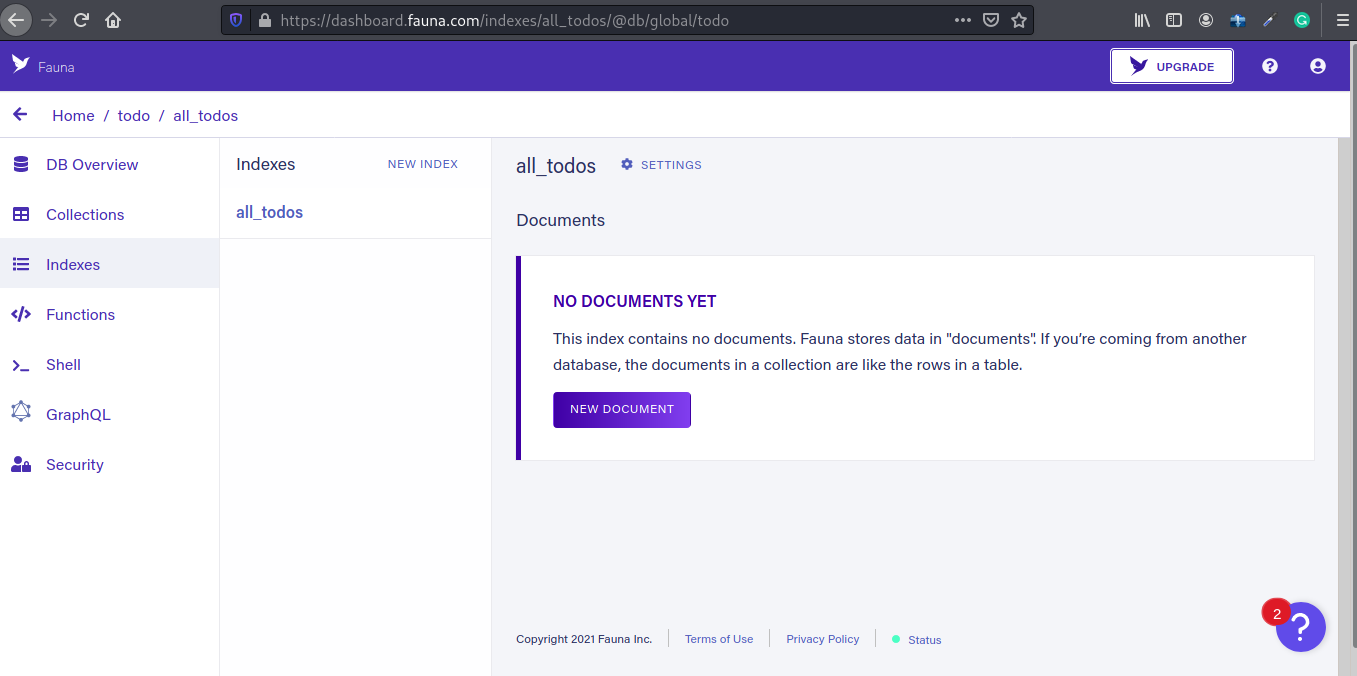 https://dashboard.fauna.com/indexes/all_todos/@db/global/todo
Fauna
UPGRADE
Home / todo / all_todos
DB Overview
Collections
Indexes
Functions
Shell
GraphQL
Security
Indexes
NEW INDEX
all_todos
all_todos
SETTINGS
Documents
NO DOCUMENTS YET
This index contains no documents. Fauna stores data in "documents". If you’re coming from another
database, the documents in a collection are like the rows in a table.
NEW DOCUMENT
Copyright 2021 Fauna Inc.
Terms of Use
Privacy Policy
Status
2